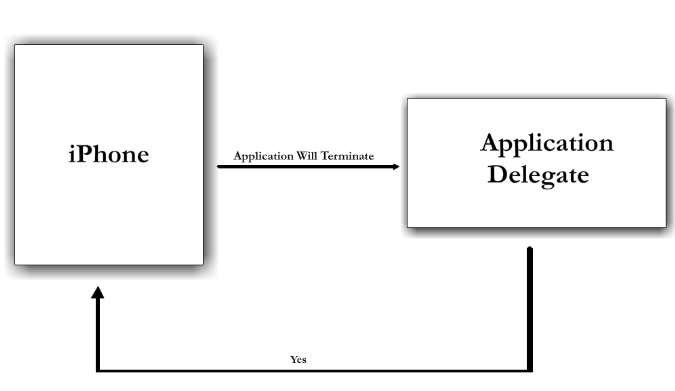 iPhone
Application Will Terminate
Application
Delegate
Yes